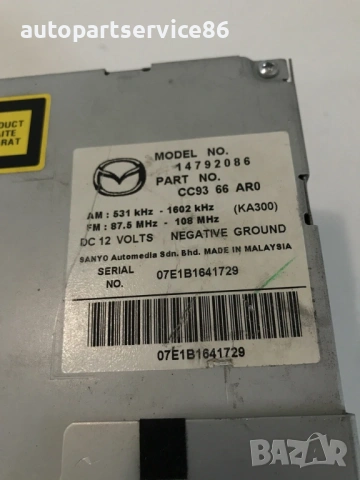 autopartservice86
DUCT
SITE
RAT
MODEL NO.
14792086
PART NO.
CC93 66 AR0
AM : 531 kHz - 1602 kHz (KA300)
FM : 87.5 MHz - 108 MHz
DC 12 VOLTS NEGATIVE GROUND
SANYO Automedia Sdn. Bhd. MADE IN MALAYSIA
SERIAL NO. 07E1B1641729
07E1B1641729
BAZAR